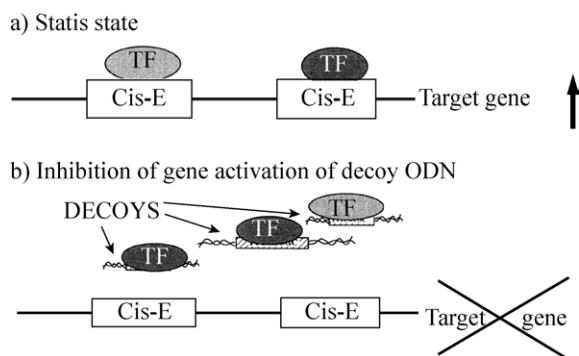 a) Statis state
TF TF
Cis-E Cis-E Target gene
b) Inhibition of gene activation of decoy ODN
TF
DECOYS TF
TF
Cis-E Cis-E Target gene